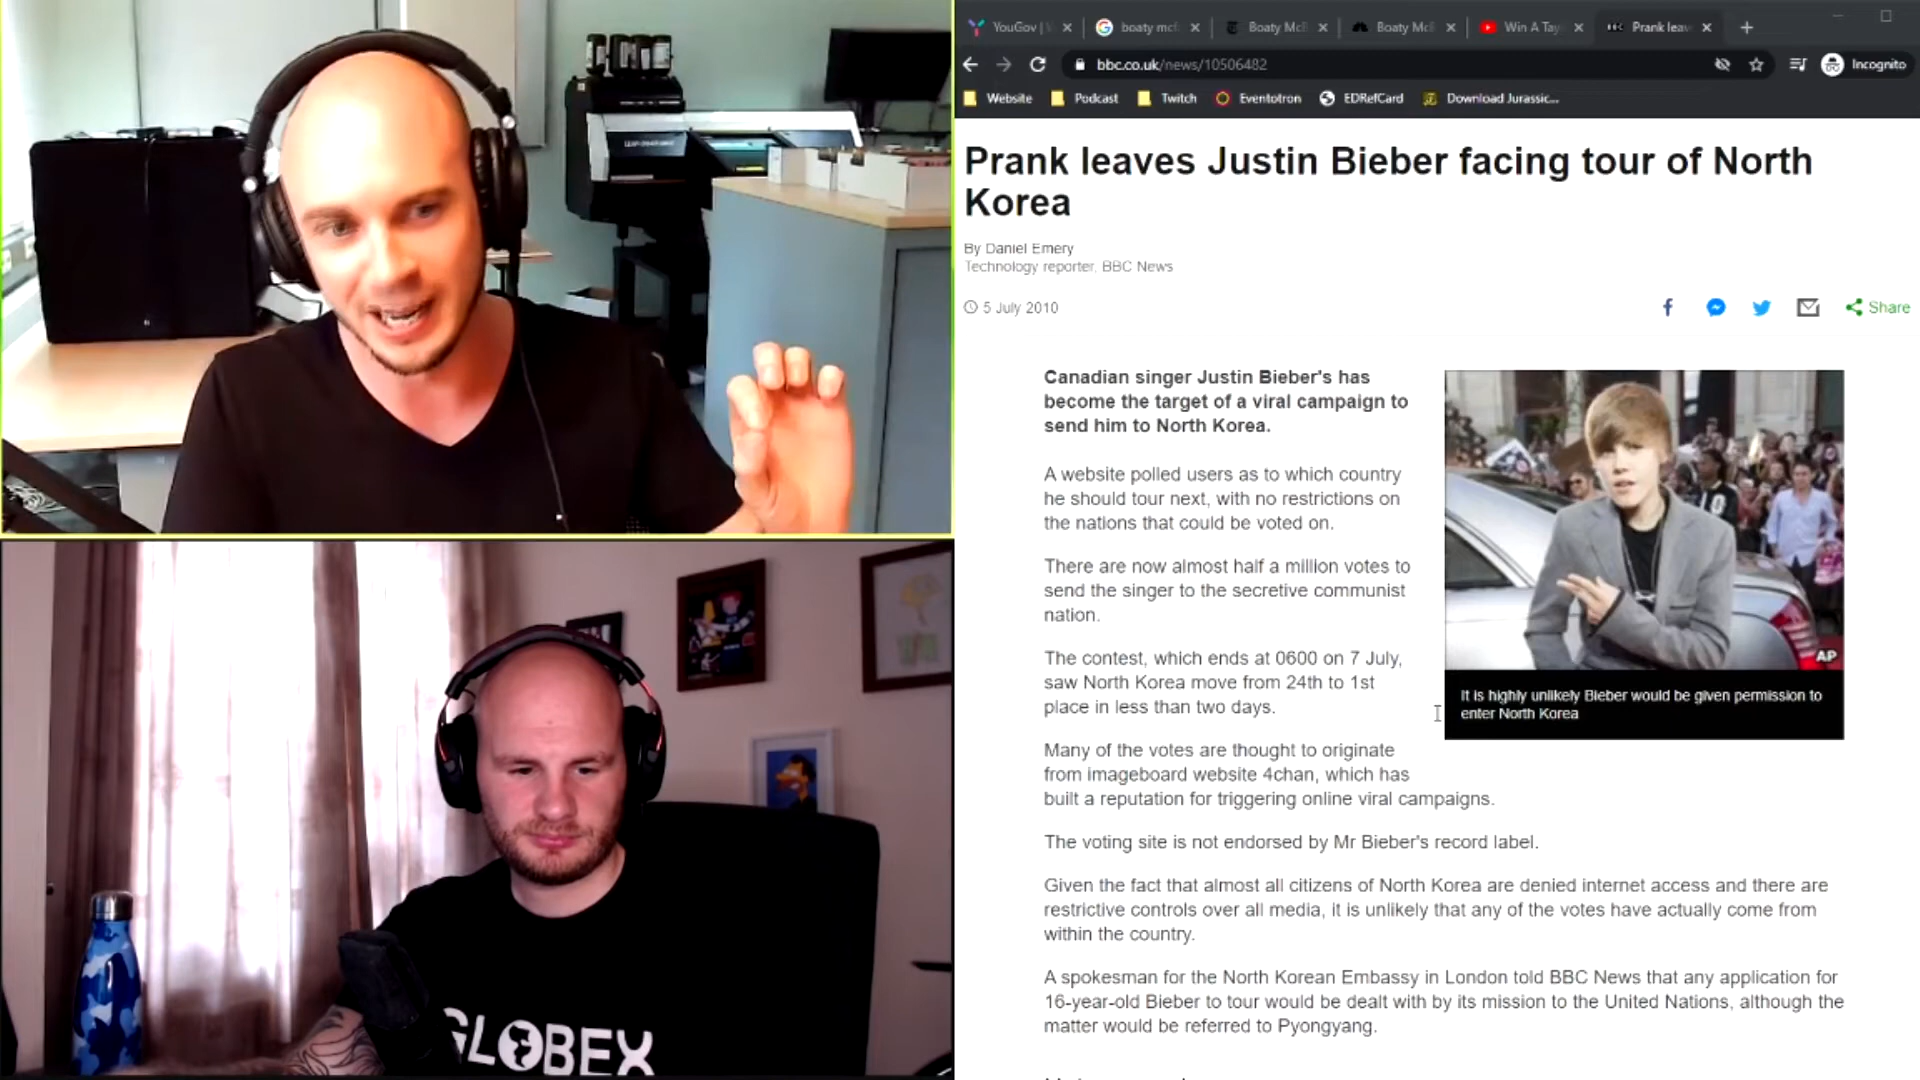 YouGov |
boaty mcf
Boaty McB
Boaty McB
Win A Tay
Prank leav
bbc.co.uk/news/10506482
Incognito
Website
Podcast
Twitch
Eventotron
EDRefCard
Download Jurassic...
Prank leaves Justin Bieber facing tour of North
Korea
By Daniel Emery
Technology reporter, BBC News
5 July 2010
Share
Canadian singer Justin Bieber's has
become the target of a viral campaign to
send him to North Korea.
A website polled users as to which country
he should tour next, with no restrictions on
the nations that could be voted on.
There are now almost half a million votes to
send the singer to the secretive communist
nation.
The contest, which ends at 0600 on 7 July,
saw North Korea move from 24th to 1st
place in less than two days.
AP
It is highly unlikely Bieber would be given permission to
enter North Korea
Many of the votes are thought to originate
from imageboard website 4chan, which has
built a reputation for triggering online viral campaigns.
The voting site is not endorsed by Mr Bieber's record label.
Given the fact that almost all citizens of North Korea are denied internet access and there are
restrictive controls over all media, it is unlikely that any of the votes have actually come from
within the country.
A spokesman for the North Korean Embassy in London told BBC News that any application for
16-year-old Bieber to tour would be dealt with by its mission to the United Nations, although the
matter would be referred to Pyongyang.
GLOBEX